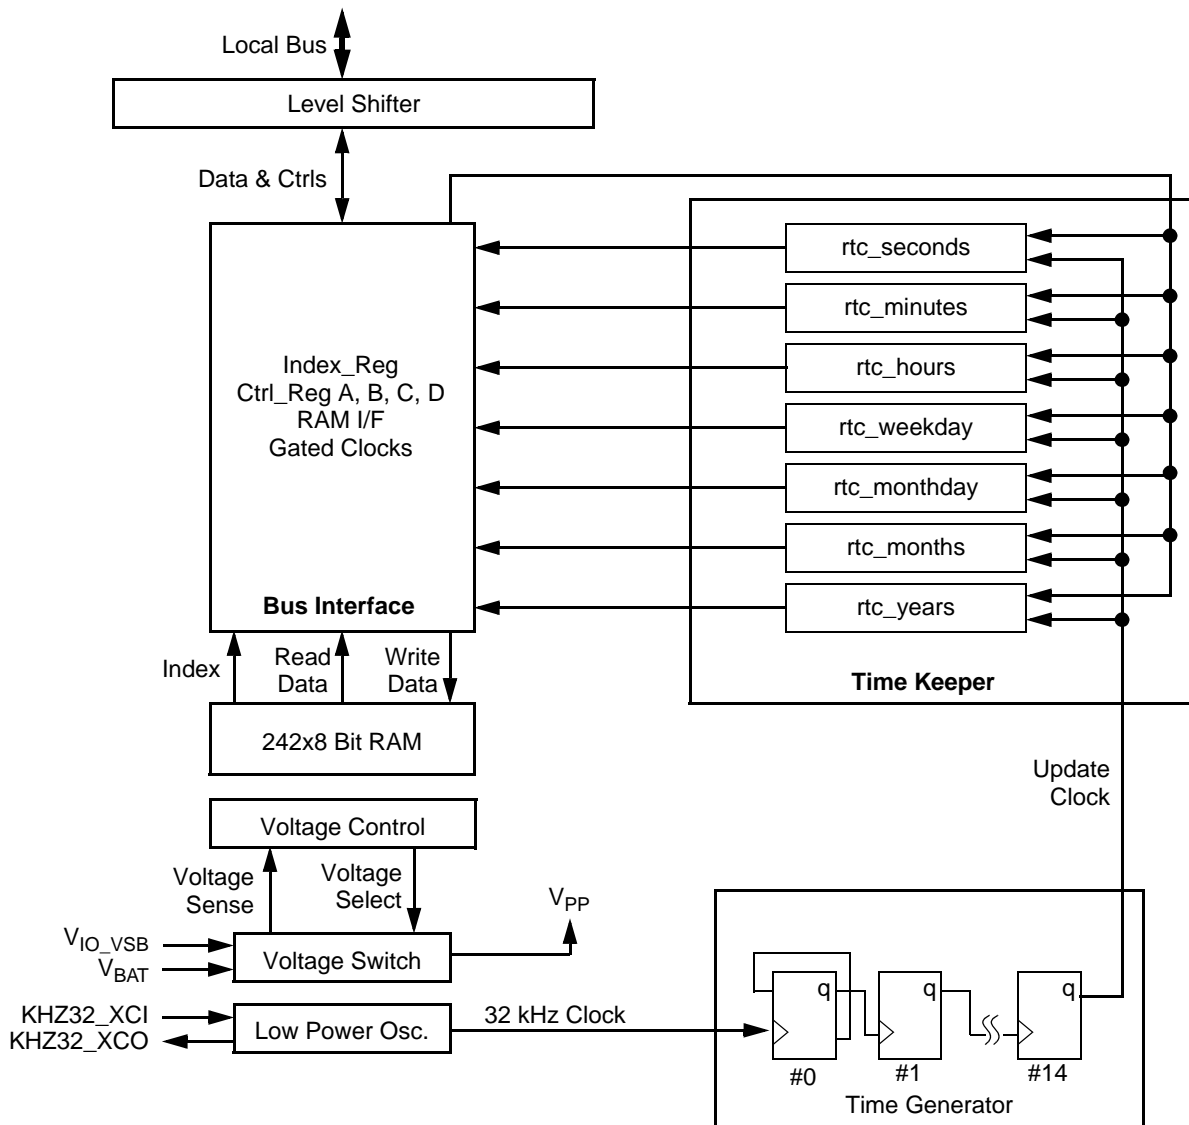 Local Bus
Level Shifter
Data & Ctrls
Index_Reg
Ctrl_Reg A, B, C, D
RAM I/F
Gated Clocks
Bus Interface
rtc_seconds
rtc_minutes
rtc_hours
rtc_weekday
rtc_monthday
rtc_months
rtc_years
Time Keeper
Index
Read
Data
Write
Data
242x8 Bit RAM
Update
Clock
Voltage Control
Voltage
Sense
Voltage
Select
VPP
VIO_VSB
VBAT
Voltage Switch
KHZ32_XCI
KHZ32_XCO
Low Power Osc.
32 kHz Clock
q
q
q
#0
#1
#14
Time Generator